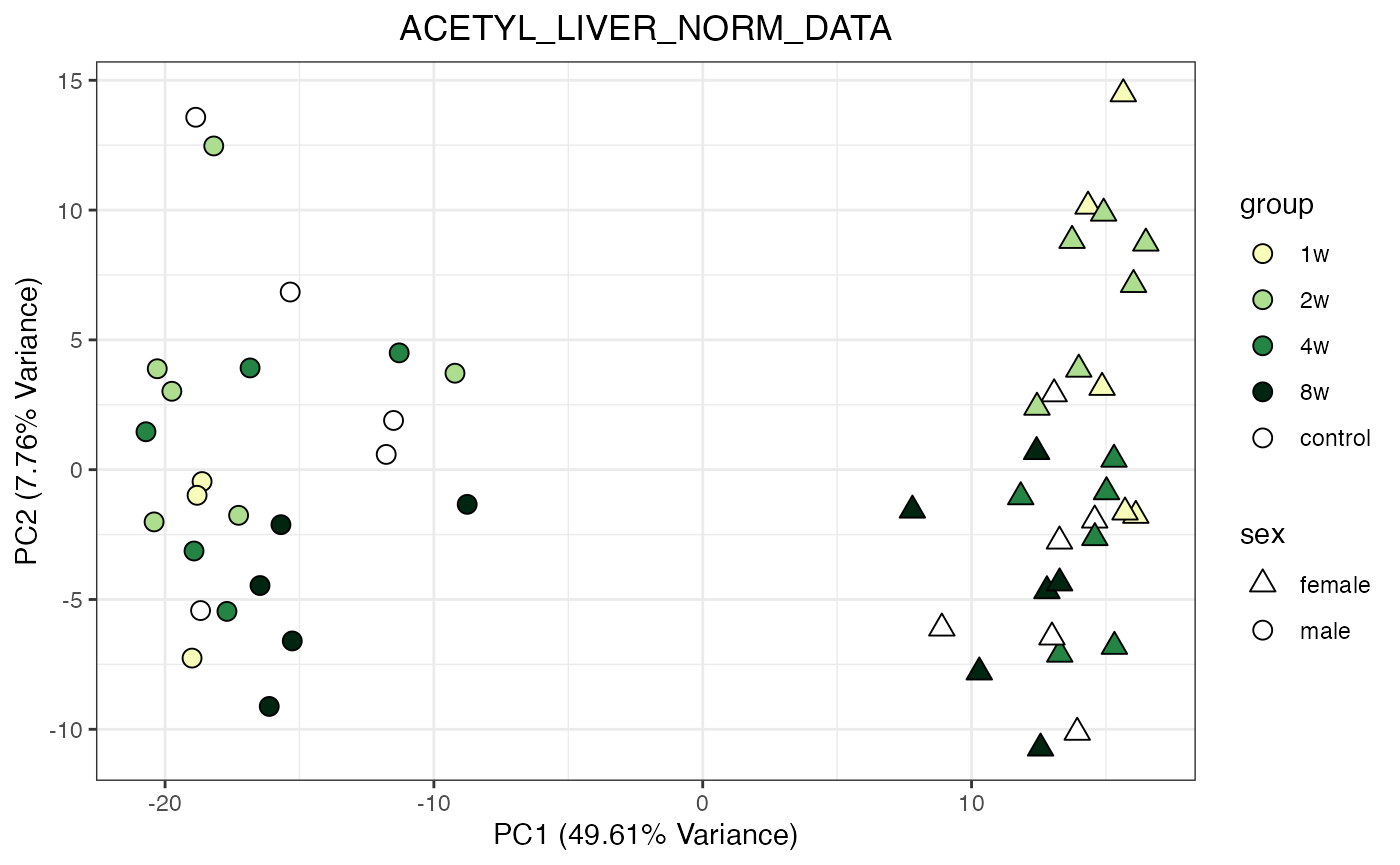 ACETYL_LIVER_NORM_DATA
15
10
5
0
-5
-10
PC2 (7.76% Variance)
-20
-10
0
10
PC1 (49.61% Variance)
group
1w
2w
4w
8w
control
sex
female
male